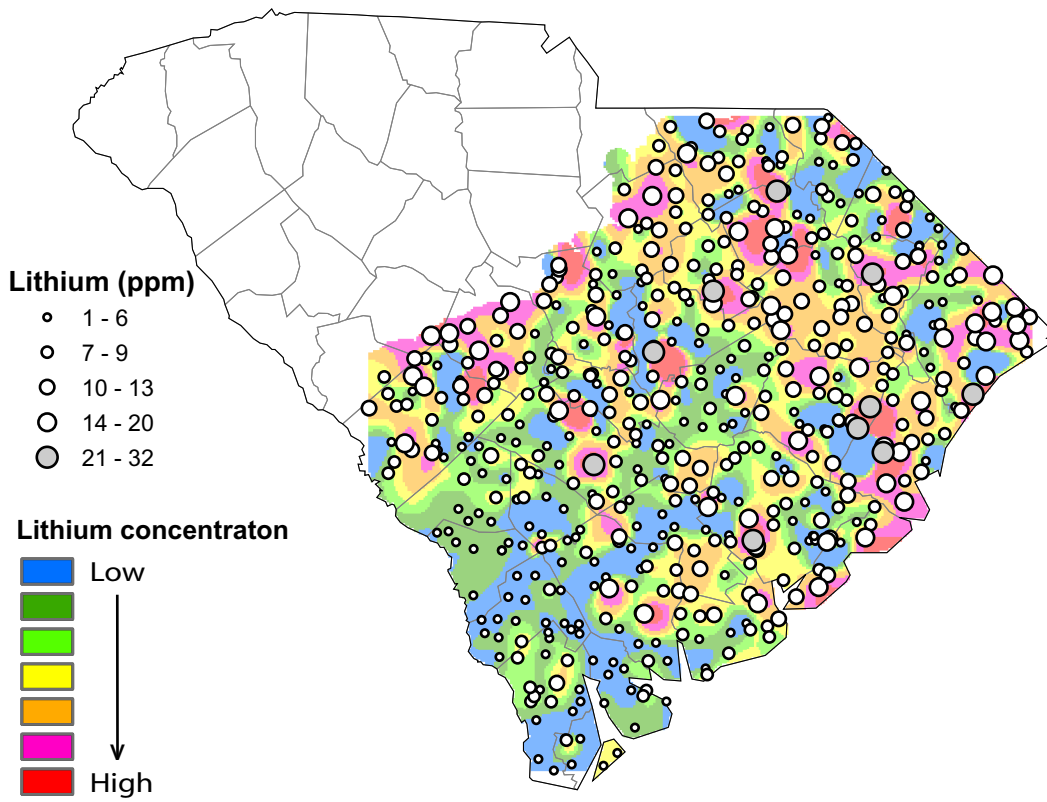 Lithium (ppm)
1 - 6
7 - 9
10 - 13
14 - 20
21 - 32
Lithium concentraton
Low
High